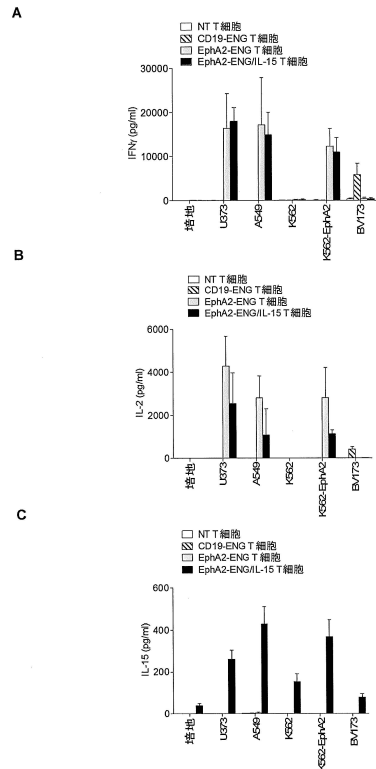 A
NT T細胞
CD19-ENG T細胞
EphA2-ENG T細胞
EphA2-ENG/IL-15 T細胞
IFNγ (pg/ml)
30000
20000
10000
0
培地
U373
A549
K562
K562-EphA2
BV173
B
NT T細胞
CD19-ENG T細胞
EphA2-ENG T細胞
EphA2-ENG/IL-15 T細胞
IL-2 (pg/ml)
6000
4000
2000
0
培地
U373
A549
K562
K562-EphA2
BV173
C
NT T細胞
CD19-ENG T細胞
EphA2-ENG T細胞
EphA2-ENG/IL-15 T細胞
IL-15 (pg/ml)
600
400
200
0
培地
U373
A549
K562
K562-EphA2
BV173